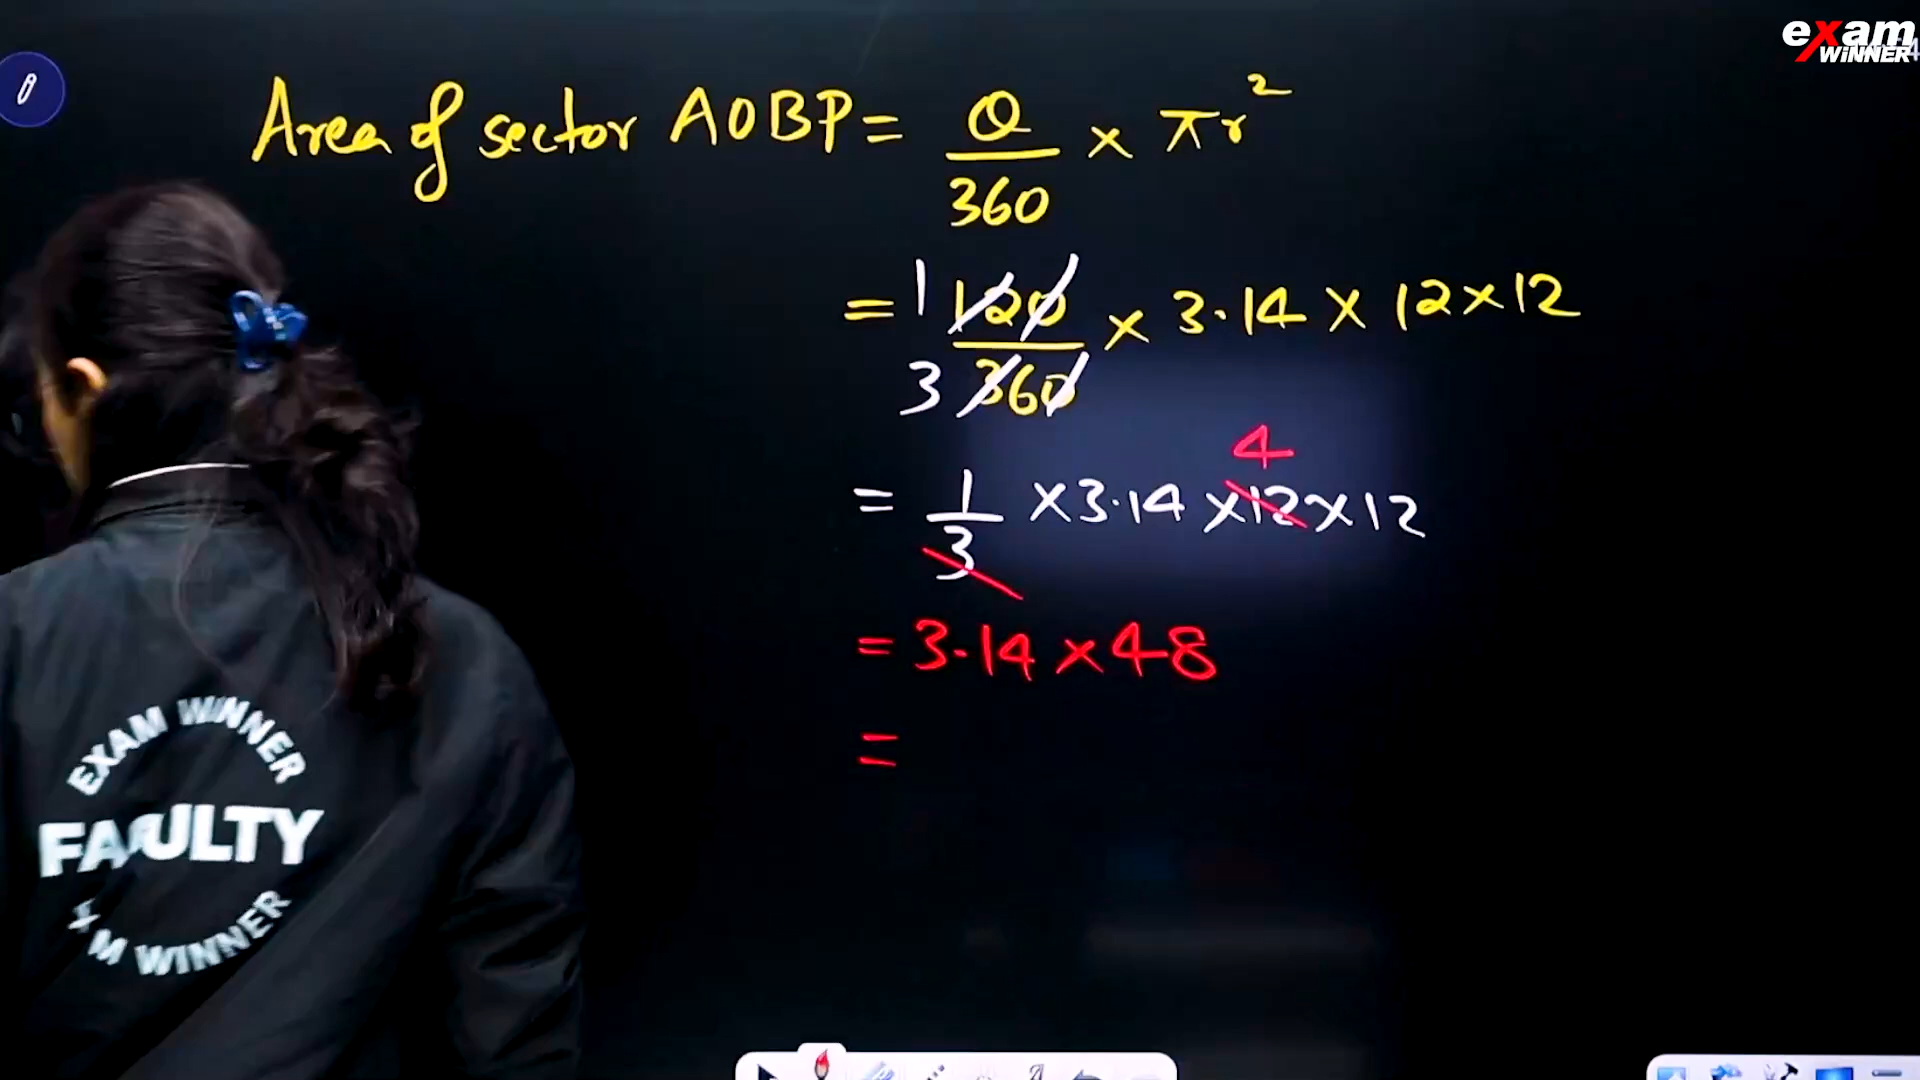 exam
WINNER
Area of sector AOBP = θ/360 × πr²
= 1 120/3 360 × 3.14 × 12 × 12
4
= 1/3 × 3.14 × 12 × 12
= 3.14 × 48
=
EXAM WINNER
FACULTY
WINNER